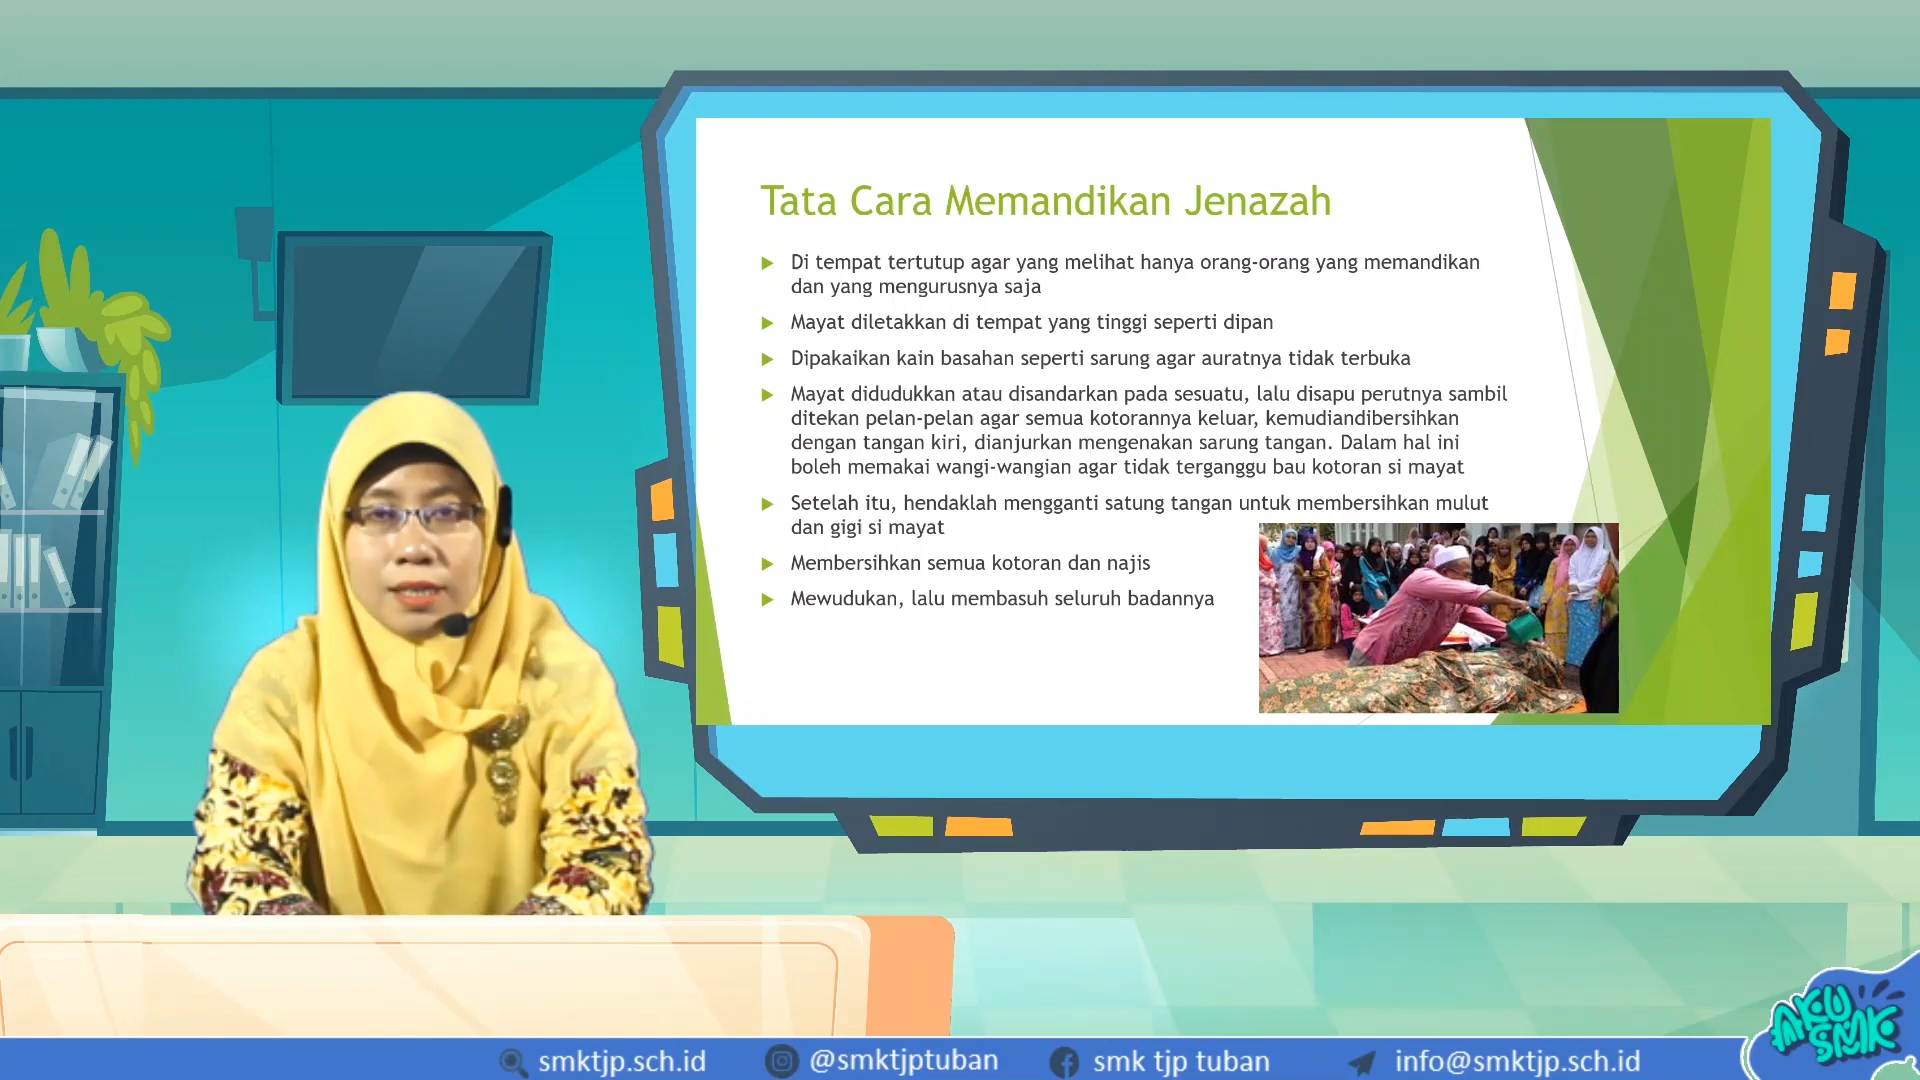 Tata Cara Memandikan Jenazah
Di tempat tertutup agar yang melihat hanya orang-orang yang memandikan
dan yang mengurusnya saja
Mayat diletakkan di tempat yang tinggi seperti dipan
Dipakaikan kain basahan seperti sarung agar auratnya tidak terbuka
Mayat didudukkan atau disandarkan pada sesuatu, lalu disapu perutnya sambil
ditekan pelan-pelan agar semua kotorannya keluar, kemudiandibersihkan
dengan tangan kiri, dianjurkan mengenakan sarung tangan. Dalam hal ini
boleh memakai wangi-wangian agar tidak terganggu bau kotoran si mayat
Setelah itu, hendaklah mengganti satung tangan untuk membersihkan mulut
dan gigi si mayat
Membersihkan semua kotoran dan najis
Mewudukan, lalu membasuh seluruh badannya
AKU
SMK
smktjp.sch.id @smktjptuban smk tjp tuban info@smktjp.sch.id